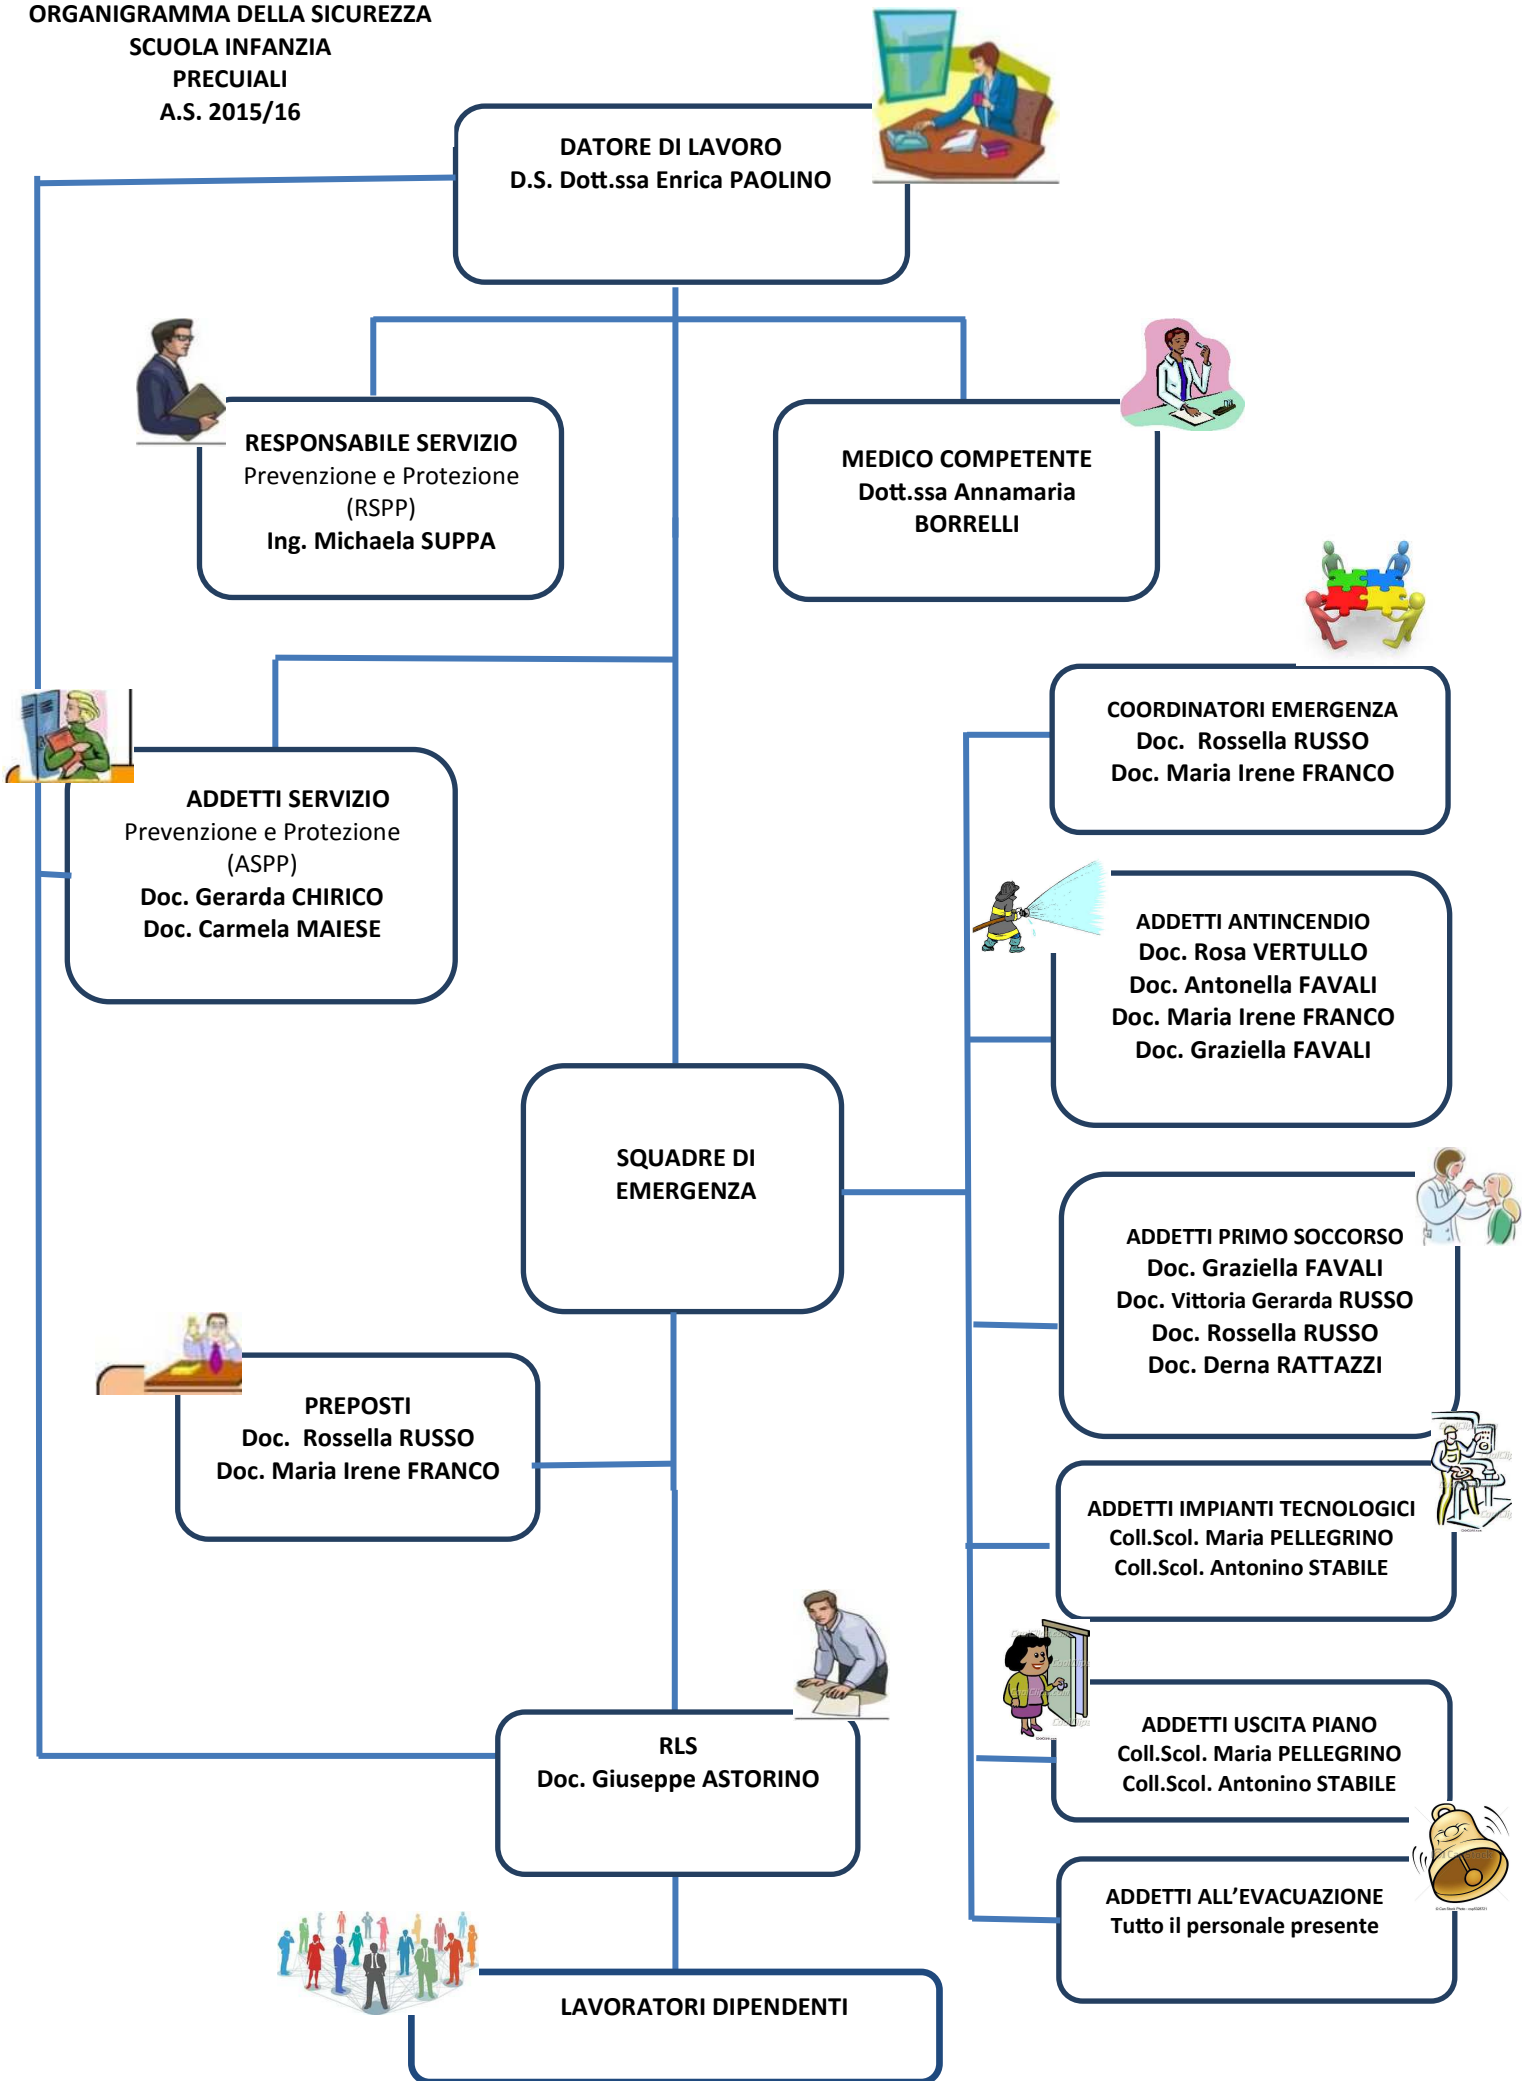 ORGANIGRAMMA DELLA SICUREZZA
SCUOLA INFANZIA
PRECUIALI
A.S. 2015/16
DATORE DI LAVORO
D.S. Dott.ssa Enrica PAOLINO
RESPONSABILE SERVIZIO
Prevenzione e Protezione
(RSPP)
Ing. Michaela SUPPA
MEDICO COMPETENTE
Dott.ssa Annamaria
BORRELLI
COORDINATORI EMERGENZA
Doc. Rossella RUSSO
Doc. Maria Irene FRANCO
ADDETTI SERVIZIO
Prevenzione e Protezione
(ASPP)
Doc. Gerarda CHIRICO
Doc. Carmela MAIESE
ADDETTI ANTINCENDIO
Doc. Rosa VERTULLO
Doc. Antonella FAVALI
Doc. Maria Irene FRANCO
Doc. Graziella FAVALI
SQUADRE DI
EMERGENZA
ADDETTI PRIMO SOCCORSO
Doc. Graziella FAVALI
Doc. Vittoria Gerarda RUSSO
Doc. Rossella RUSSO
Doc. Derna RATTAZZI
PREPOSTI
Doc. Rossella RUSSO
Doc. Maria Irene FRANCO
ADDETTI IMPIANTI TECNOLOGICI
Coll.Scol. Maria PELLEGRINO
Coll.Scol. Antonino STABILE
RLS
Doc. Giuseppe ASTORINO
ADDETTI USCITA PIANO
Coll.Scol. Maria PELLEGRINO
Coll.Scol. Antonino STABILE
ADDETTI ALL’EVACUAZIONE
Tutto il personale presente
LAVORATORI DIPENDENTI